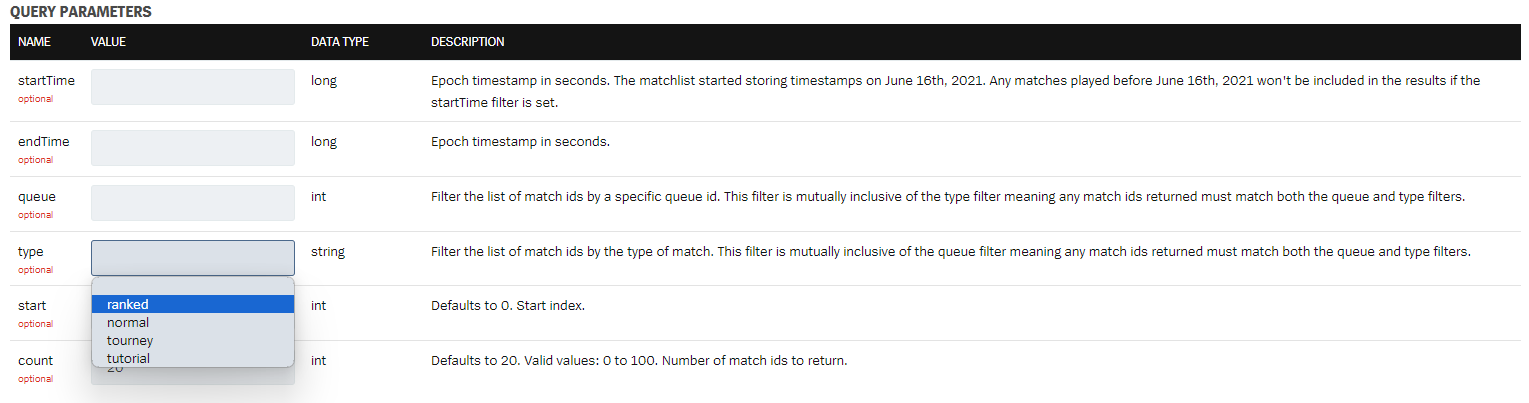 QUERY PARAMETERS
NAME VALUE DATA TYPE DESCRIPTION
startTime long Epoch timestamp in seconds. The matchlist started storing timestamps on June 16th, 2021. Any matches played before June 16th, 2021 won't be included in the results if the
optional
startTime filter is set.
endTime long Epoch timestamp in seconds.
optional
queue int Filter the list of match ids by a specific queue id. This filter is mutually inclusive of the type filter meaning any match ids returned must match both the queue and type filters.
optional
type string Filter the list of match ids by the type of match. This filter is mutually inclusive of the queue filter meaning any match ids returned must match both the queue and type filters.
optional
ranked
start int Defaults to 0. Start index.
normal
optional
tourney
tutorial
count int Defaults to 20. Valid values: 0 to 100. Number of match ids to return.
20
optional